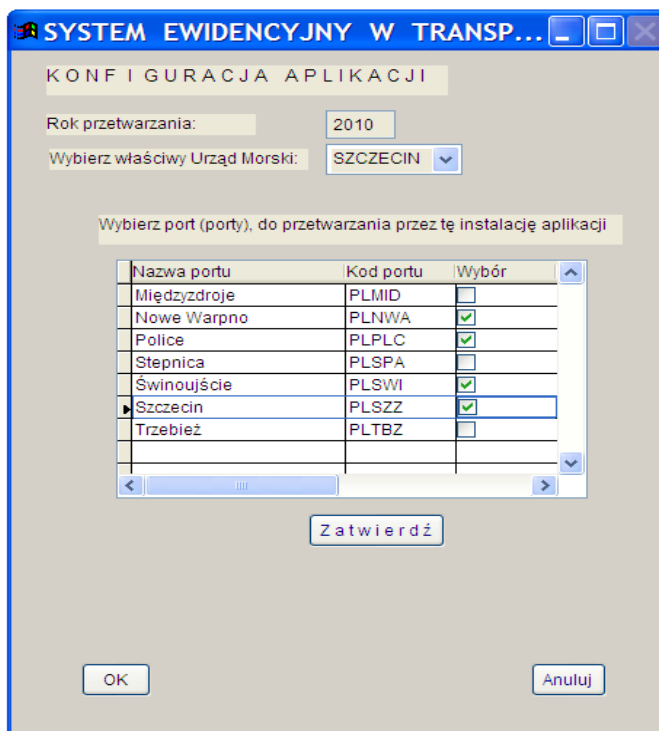 SYSTEM EWIDENCYJNY W TRANSP...
KONFIGURACJA APLIKACJI
Rok przetwarzania: 2010
Wybierz właściwy Urząd Morski: SZCZECIN
Wybierz port (porty), do przetwarzania przez tę instalację aplikacji
Nazwa portu Kod portu Wybór
Międzyzdroje PLMID
Nowe Warpno PLNWA
Police PLPLC
Stepnica PLSPA
Świnoujście PLSWI
Szczecin PLSZZ
Trzebież PLTBZ
Zatwierdź
OK Anuluj